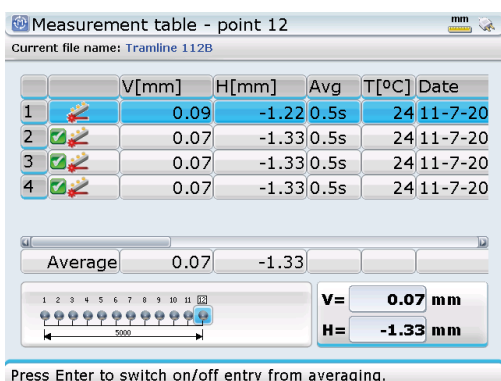 Measurement table - point 12
mm
Current file name: Tramline 112B
V[mm] H[mm] Avg T[ºC] Date
1 0.09 -1.22 0.5s 24 11-7-20
2 0.07 -1.33 0.5s 24 11-7-20
3 0.07 -1.33 0.5s 24 11-7-20
4 0.07 -1.33 0.5s 24 11-7-20
Average 0.07 -1.33
1 2 3 4 5 6 7 8 9 10 11 12
5000
V= 0.07 mm
H= -1.33 mm
Press Enter to switch on/off entry from averaging.